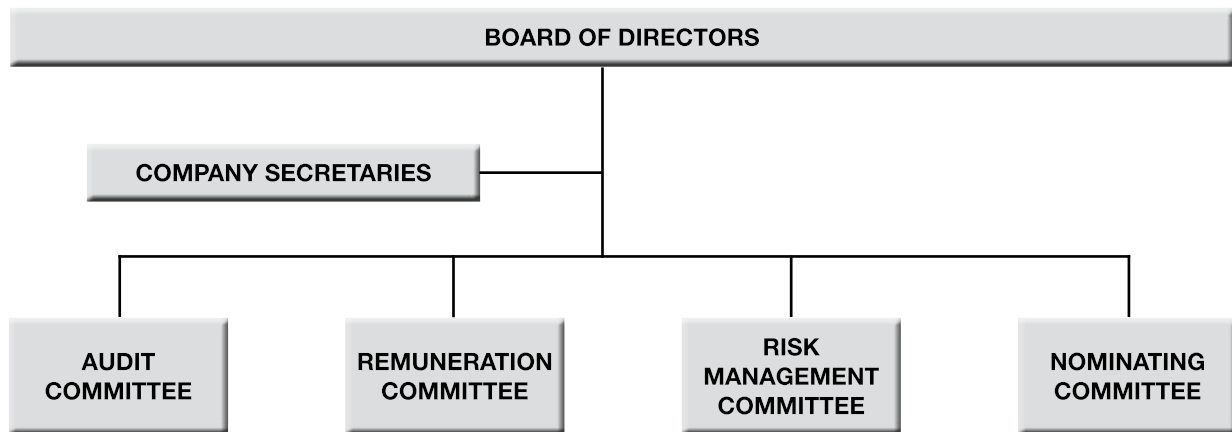 BOARD OF DIRECTORS
COMPANY SECRETARIES
AUDIT
COMMITTEE
REMUNERATION
COMMITTEE
RISK
MANAGEMENT
COMMITTEE
NOMINATING
COMMITTEE